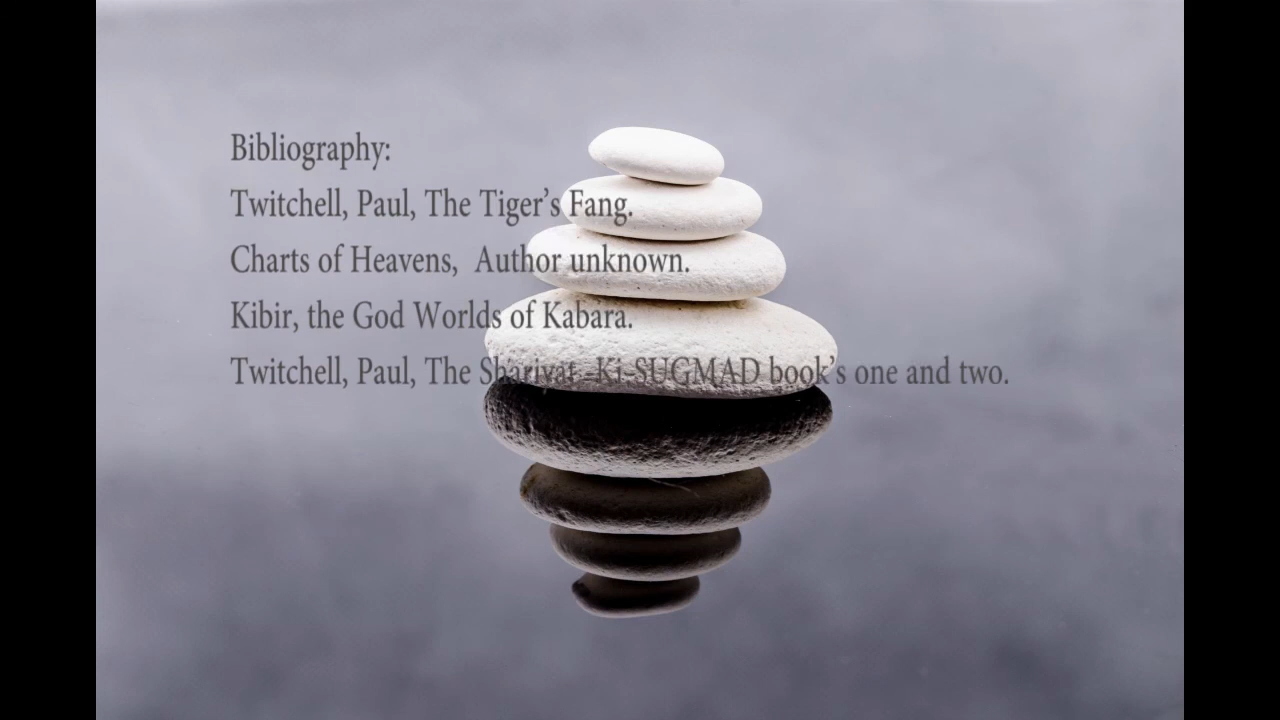 Bibliography:
Twitchell, Paul, The Tiger’s Fang.
Charts of Heavens,  Author unknown.
Kibir, the God Worlds of Kabara.
Twitchell, Paul, The Shariyat -Ki-SUGMAD book’s one and two.